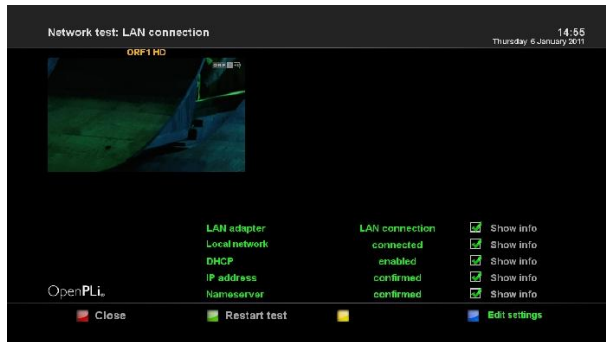 Network test: LAN connection
14:55
Thursday 6 January 2011
ORF1 HD
LAN adapter LAN connection Show info
Local network connected Show info
DHCP enabled Show info
IP address confirmed Show info
Nameserver confirmed Show info
OpenPLi.
Close Restart test Edit settings